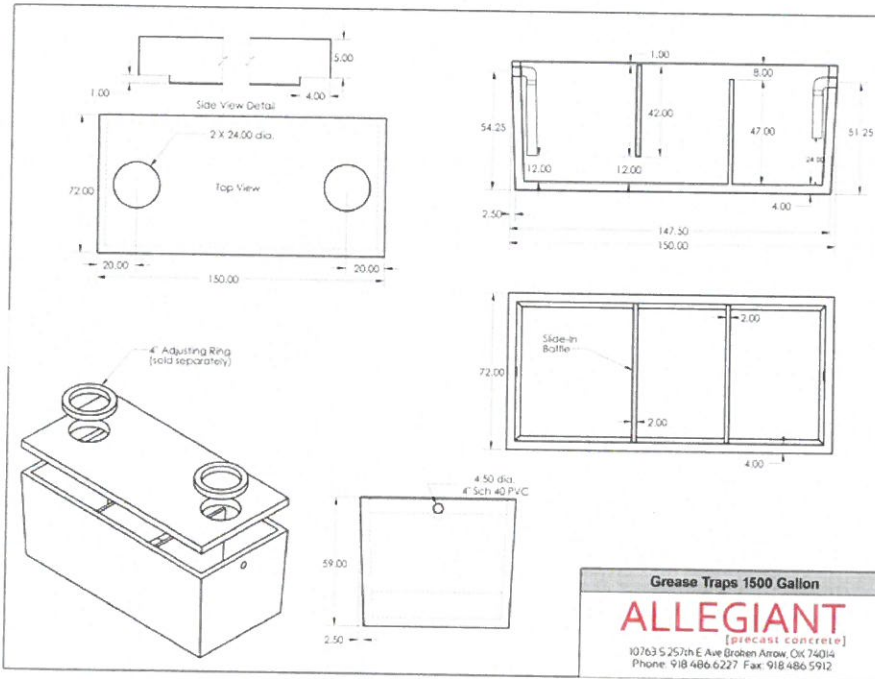 5.00
1.00
4.00
Side View Detail
2 X 24.00 dia.
Top View
72.00
20.00
20.00
150.00
1.00
8.00
54.25
42.00
47.00
51.25
24.00
12.00
12.00
4.00
2.50
147.50
150.00
4" Adjusting Ring
(sold separately)
Slide-In
Baffle
2.00
72.00
2.00
4.00
4.50 dia.
4" Sch 40 PVC
59.00
2.50
Grease Traps 1500 Gallon
ALLEGIANT
[precast concrete]
10763 S 257th E Ave Broken Arrow, OK 74014
Phone: 918.486.6227 Fax: 918.486.5912